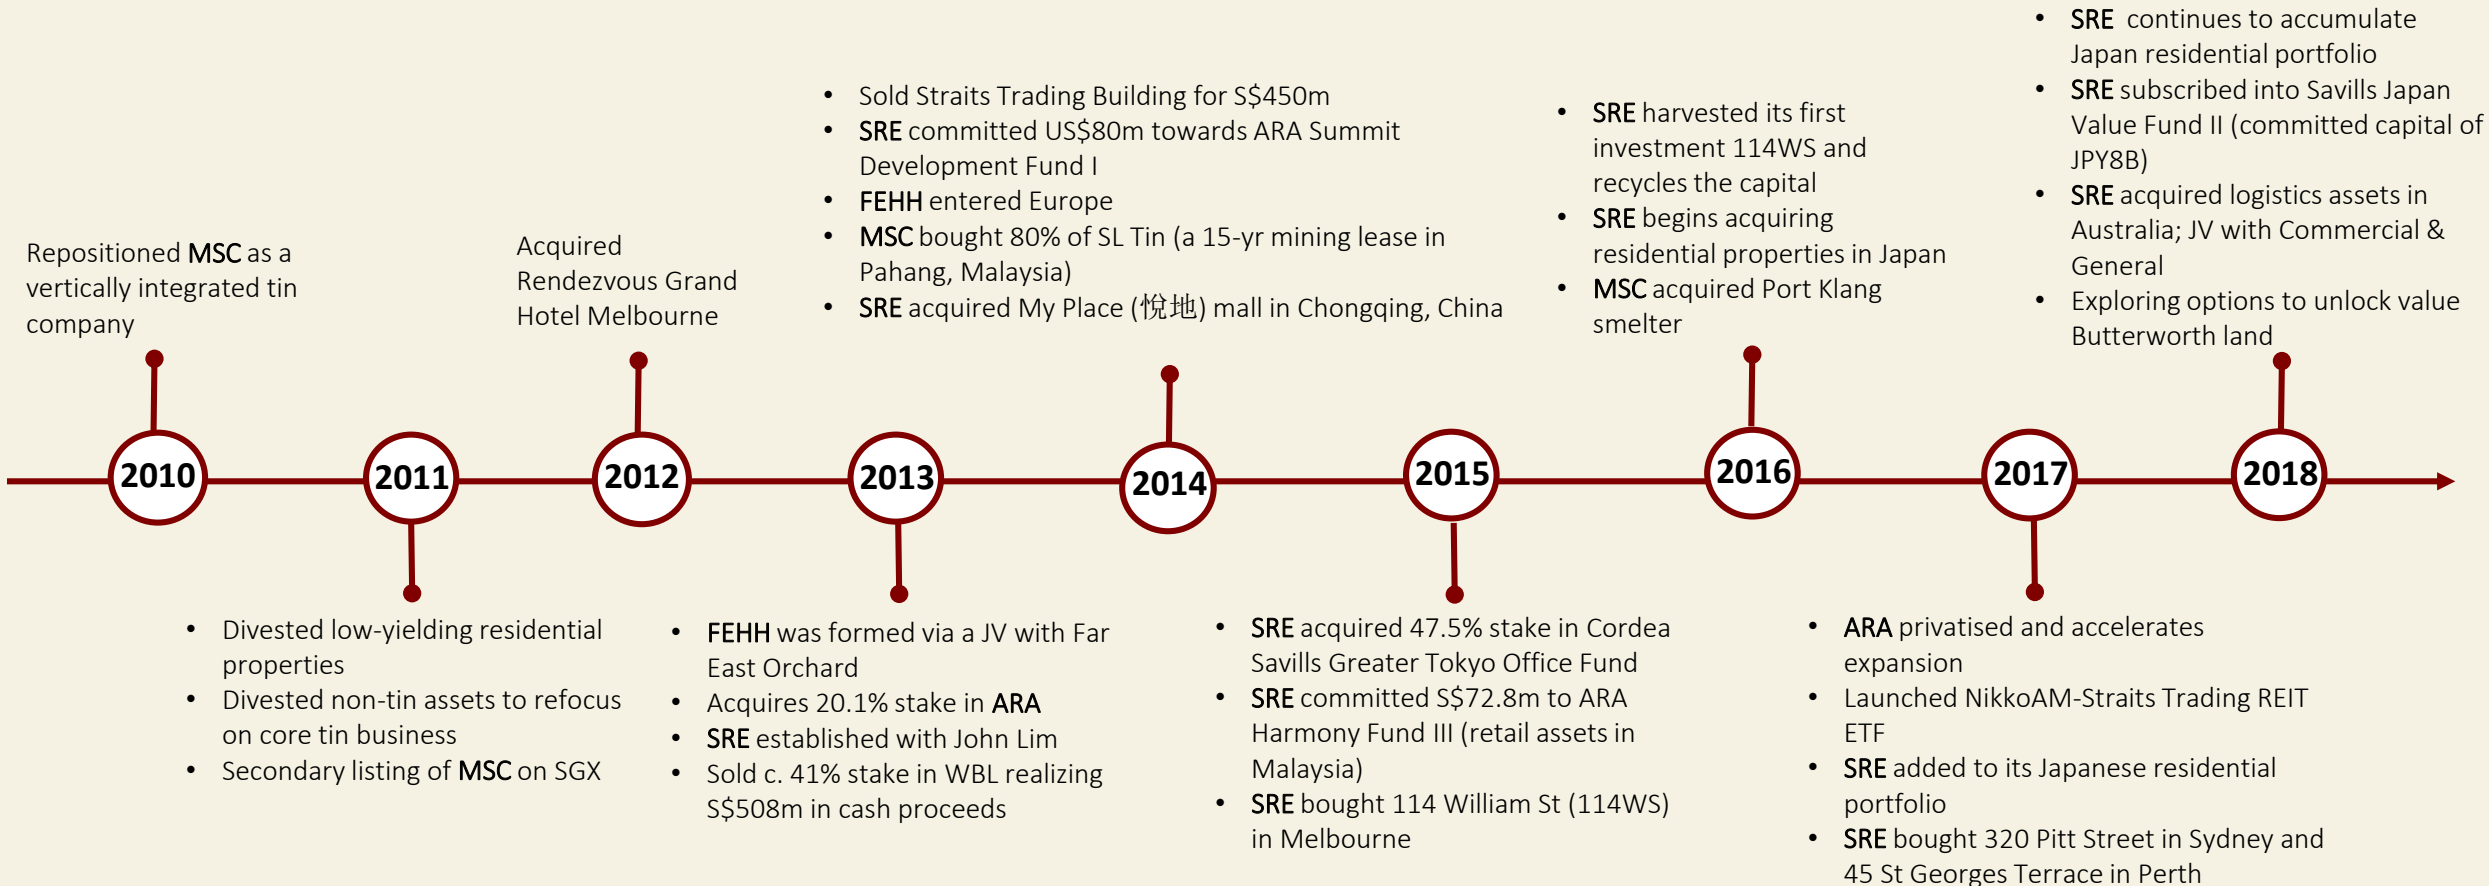 Repositioned MSC as a
vertically integrated tin
company
Acquired
Rendezvous Grand
Hotel Melbourne
• Sold Straits Trading Building for S$450m
• SRE committed US$80m towards ARA Summit
Development Fund I
• FEHH entered Europe
• MSC bought 80% of SL Tin (a 15-yr mining lease in
Pahang, Malaysia)
• SRE acquired My Place (悅地) mall in Chongqing, China
• SRE harvested its first
investment 114WS and
recycles the capital
• SRE begins acquiring
residential properties in Japan
• MSC acquired Port Klang
smelter
• SRE continues to accumulate
Japan residential portfolio
• SRE subscribed into Savills Japan
Value Fund II (committed capital of
JPY8B)
• SRE acquired logistics assets in
Australia; JV with Commercial &
General
• Exploring options to unlock value
Butterworth land
2010
2011
2012
2013
2014
2015
2016
2017
2018
• Divested low-yielding residential
properties
• Divested non-tin assets to refocus
on core tin business
• Secondary listing of MSC on SGX
• FEHH was formed via a JV with Far
East Orchard
• Acquires 20.1% stake in ARA
• SRE established with John Lim
• Sold c. 41% stake in WBL realizing
S$508m in cash proceeds
• SRE acquired 47.5% stake in Cordea
Savills Greater Tokyo Office Fund
• SRE committed S$72.8m to ARA
Harmony Fund III (retail assets in
Malaysia)
• SRE bought 114 William St (114WS)
in Melbourne
• ARA privatised and accelerates
expansion
• Launched NikkoAM-Straits Trading REIT
ETF
• SRE added to its Japanese residential
portfolio
• SRE bought 320 Pitt Street in Sydney and
45 St Georges Terrace in Perth